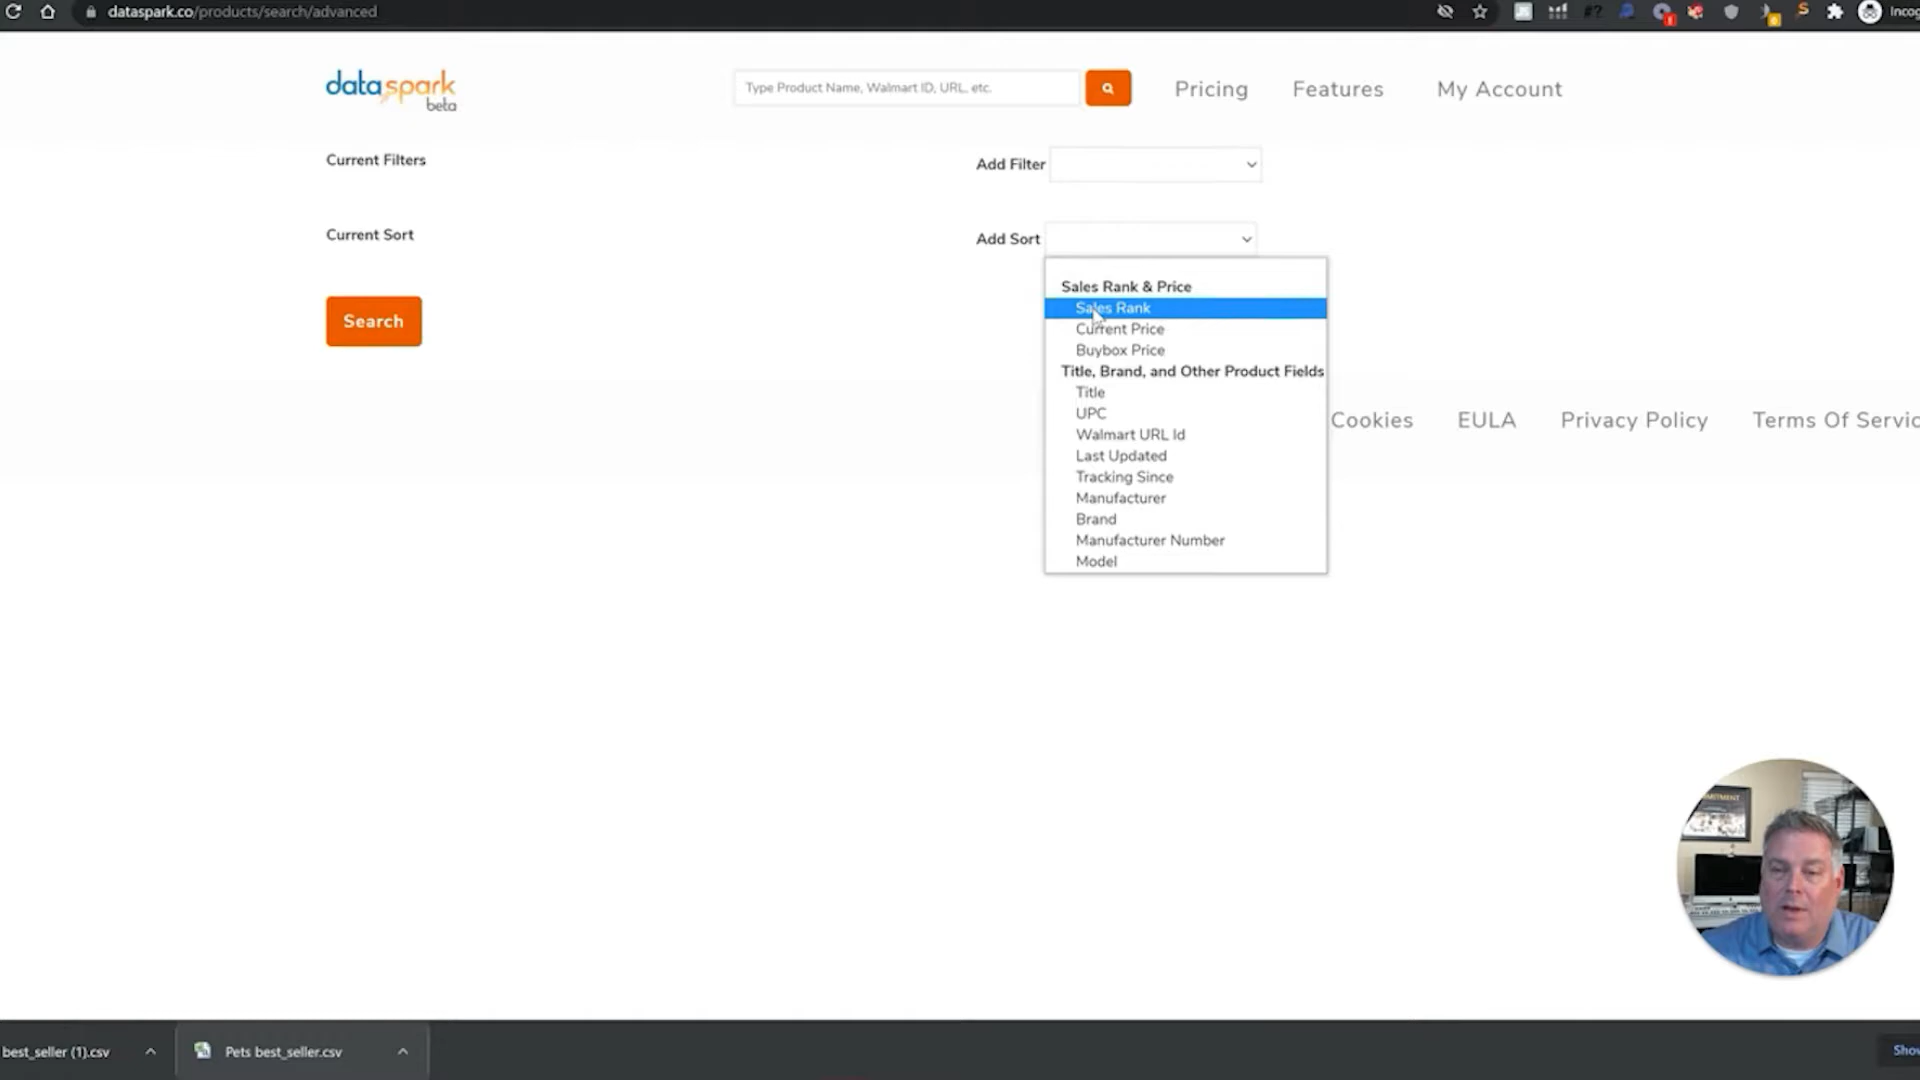 dataspark.co/products/search/advanced
Incog
dataspark
beta
Type Product Name, Walmart ID, URL, etc.
Pricing
Features
My Account
Current Filters
Add Filter
Current Sort
Add Sort
Search
Sales Rank & Price
Sales Rank
Current Price
Buybox Price
Title, Brand, and Other Product Fields
Title
UPC
Walmart URL Id
Last Updated
Tracking Since
Manufacturer
Brand
Manufacturer Number
Model
Cookies
EULA
Privacy Policy
Terms Of Servic
best_seller (1).csv
Pets best_seller.csv
Show